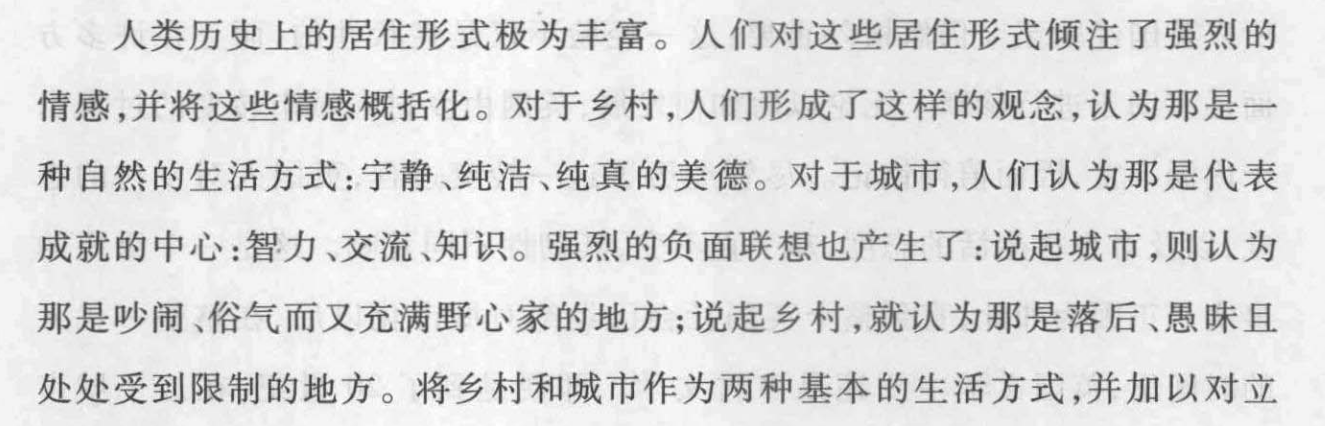 人类历史上的居住形式极为丰富。人们对这些居住形式倾注了强烈的
情感,并将这些情感概括化。对于乡村,人们形成了这样的观念,认为那是一
种自然的生活方式:宁静、纯洁、纯真的美德。对于城市,人们认为那是代表
成就的中心:智力、交流、知识。强烈的负面联想也产生了:说起城市,则认为
那是吵闹、俗气而又充满野心家的地方;说起乡村,就认为那是落后、愚昧且
处处受到限制的地方。将乡村和城市作为两种基本的生活方式,并加以对立